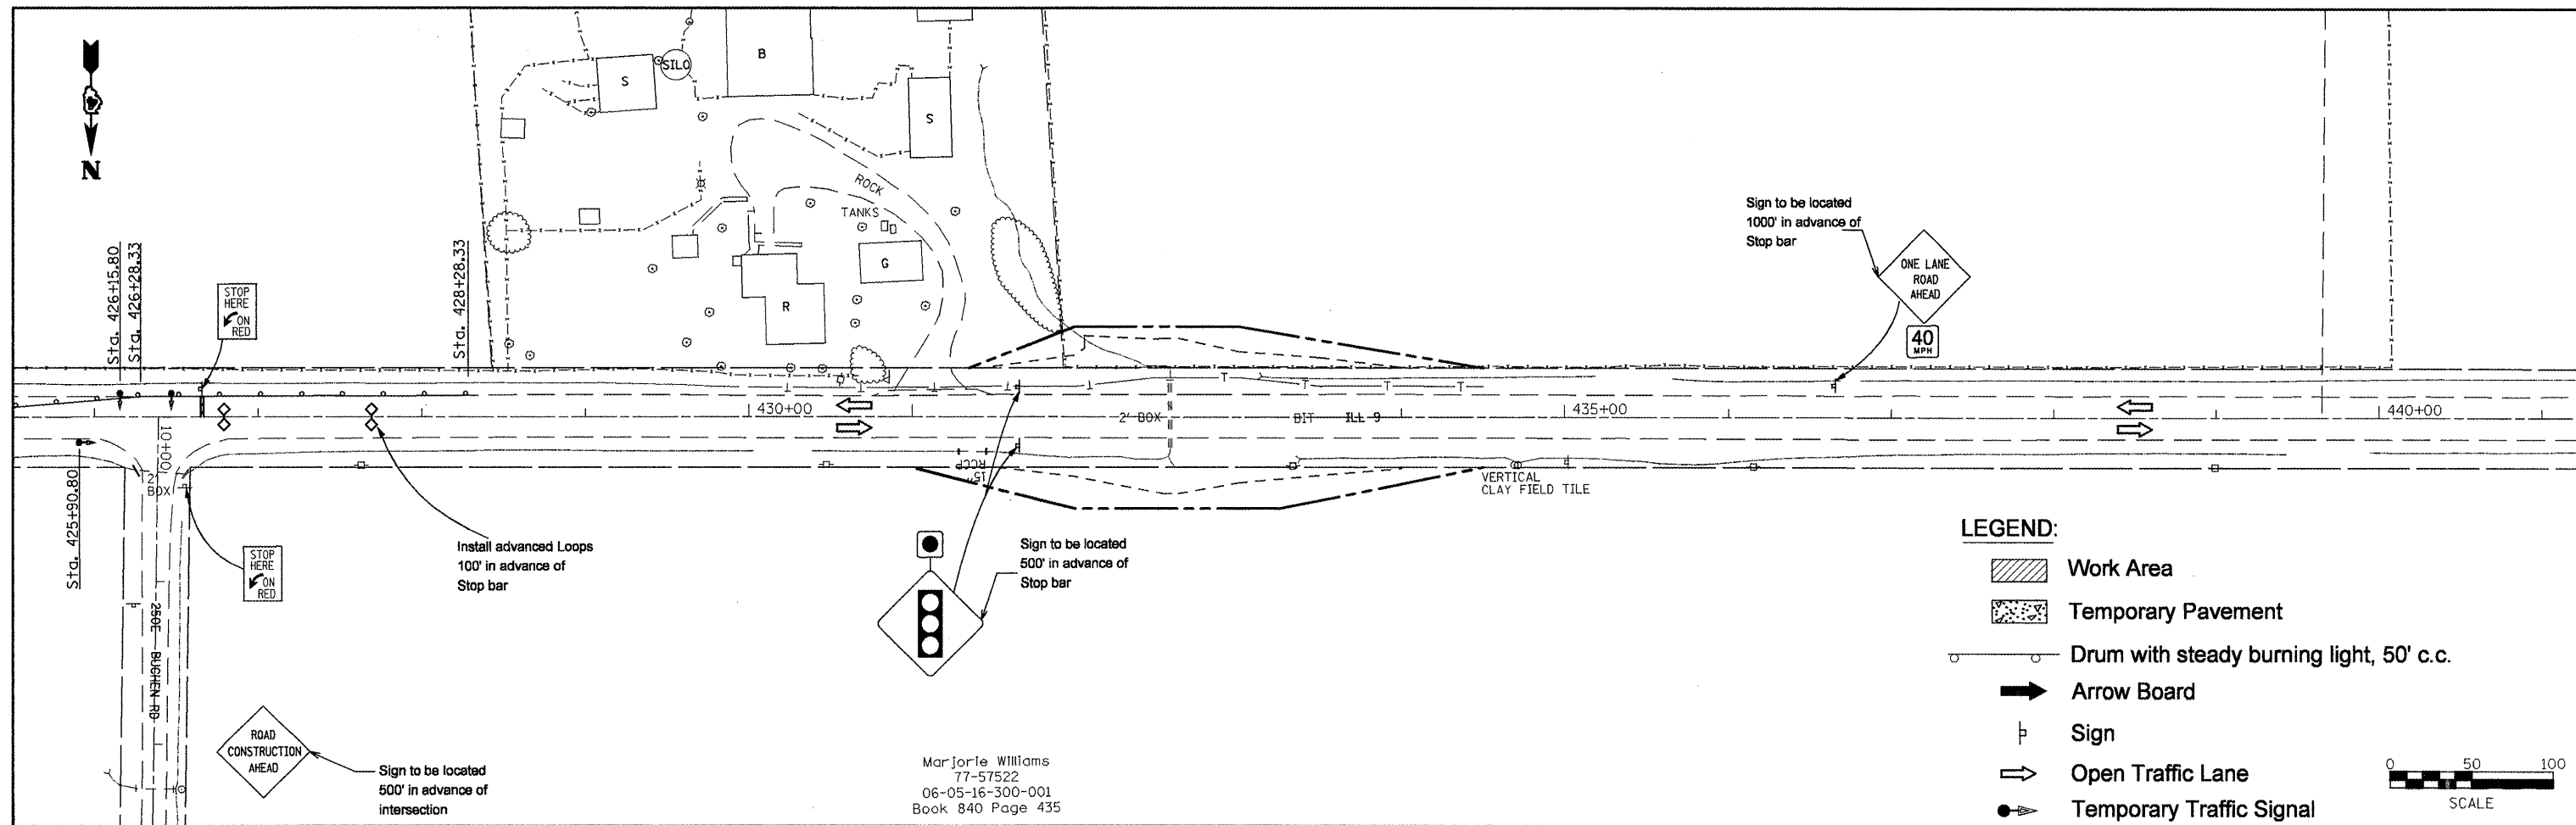 N
SILO
B
S
S
ROCK
TANKS
G
R
Sta. 426+15.80
Sta. 426+28.33
Sta. 428+28.33
STOP
HERE
ON
RED
Sign to be located
1000' in advance of
Stop bar
ONE LANE
ROAD
AHEAD
40
MPH
430+00
2' BOX
BIT
ILL 9
435+00
440+00
10+00
2'
BOX
15" RCCP
VERTICAL
CLAY FIELD TILE
Sta. 425+90.80
250E BUCHEN RD
STOP
HERE
ON
RED
Install advanced Loops
100' in advance of
Stop bar
Sign to be located
500' in advance of
Stop bar
ROAD
CONSTRUCTION
AHEAD
Sign to be located
500' in advance of
intersection
Marjorie Williams
77-57522
06-05-16-300-001
Book 840 Page 435
LEGEND:
Work Area
Temporary Pavement
Drum with steady burning light, 50' c.c.
Arrow Board
Sign
Open Traffic Lane
Temporary Traffic Signal
0 50 100
SCALE